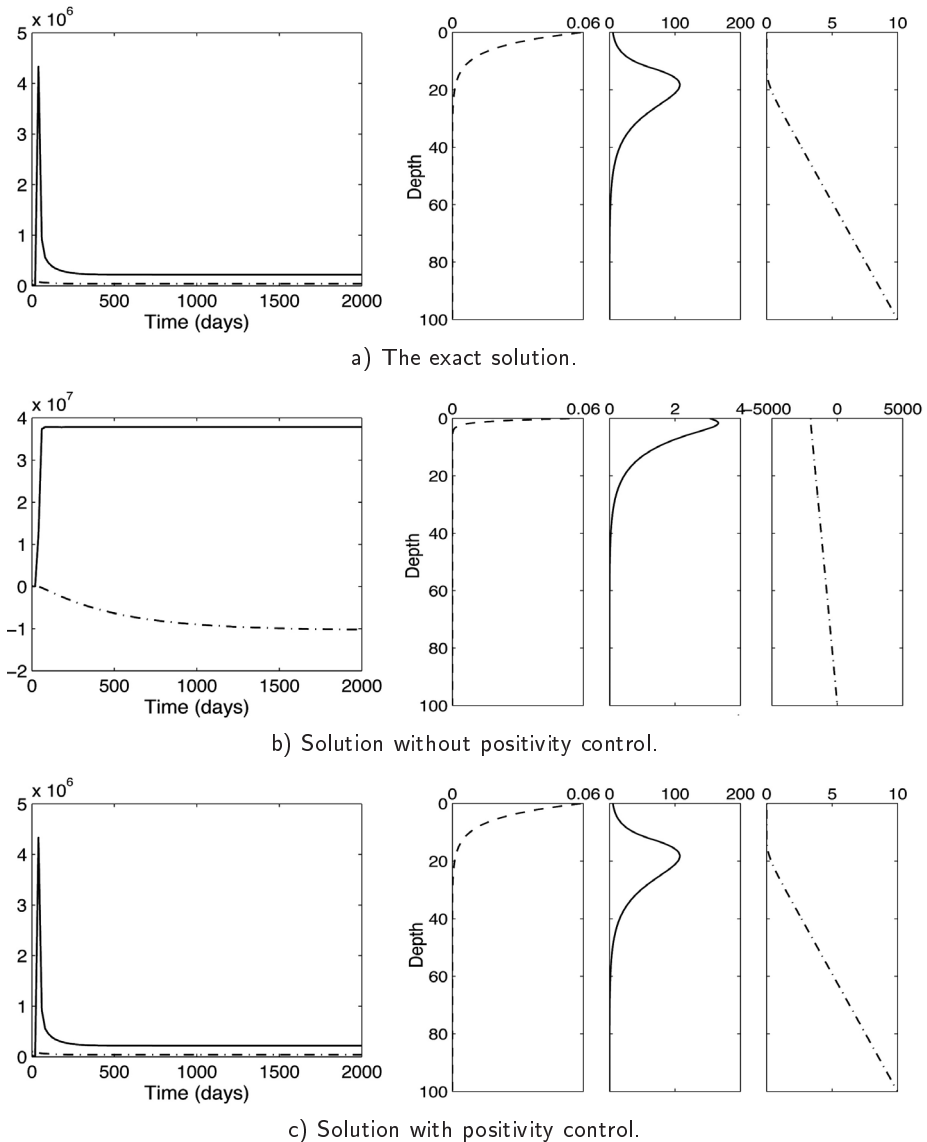 x 10^6
5
4
3
2
1
0
0 500 1000 1500 2000
Time (days)
0 0.06 0 100 200 0 5 10
0
20
40
60
80
100
Depth
a) The exact solution.
x 10^7
4
3
2
1
0
−1
−2
0 500 1000 1500 2000
Time (days)
0 0.06 0 2 4 −5000 0 5000
0
20
40
60
80
100
Depth
b) Solution without positivity control.
x 10^6
5
4
3
2
1
0
0 500 1000 1500 2000
Time (days)
0 0.06 0 100 200 0 5 10
0
20
40
60
80
100
Depth
c) Solution with positivity control.